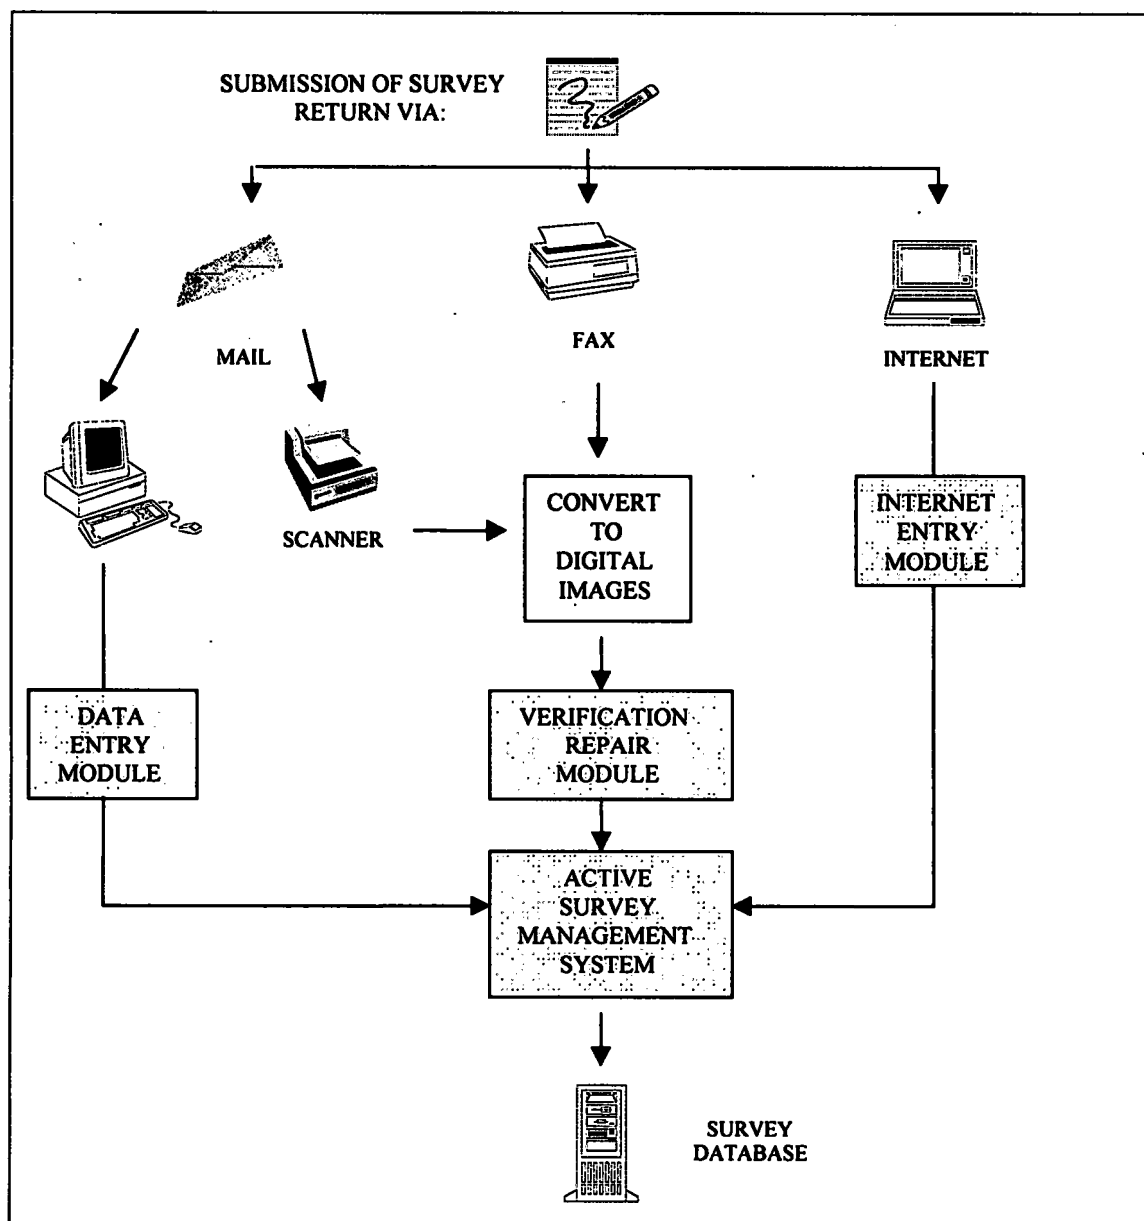 SUBMISSION OF SURVEY
RETURN VIA:
MAIL
FAX
INTERNET
SCANNER
CONVERT
TO
DIGITAL
IMAGES
INTERNET
ENTRY
MODULE
DATA
ENTRY
MODULE
VERIFICATION
REPAIR
MODULE
ACTIVE
SURVEY
MANAGEMENT
SYSTEM
SURVEY
DATABASE